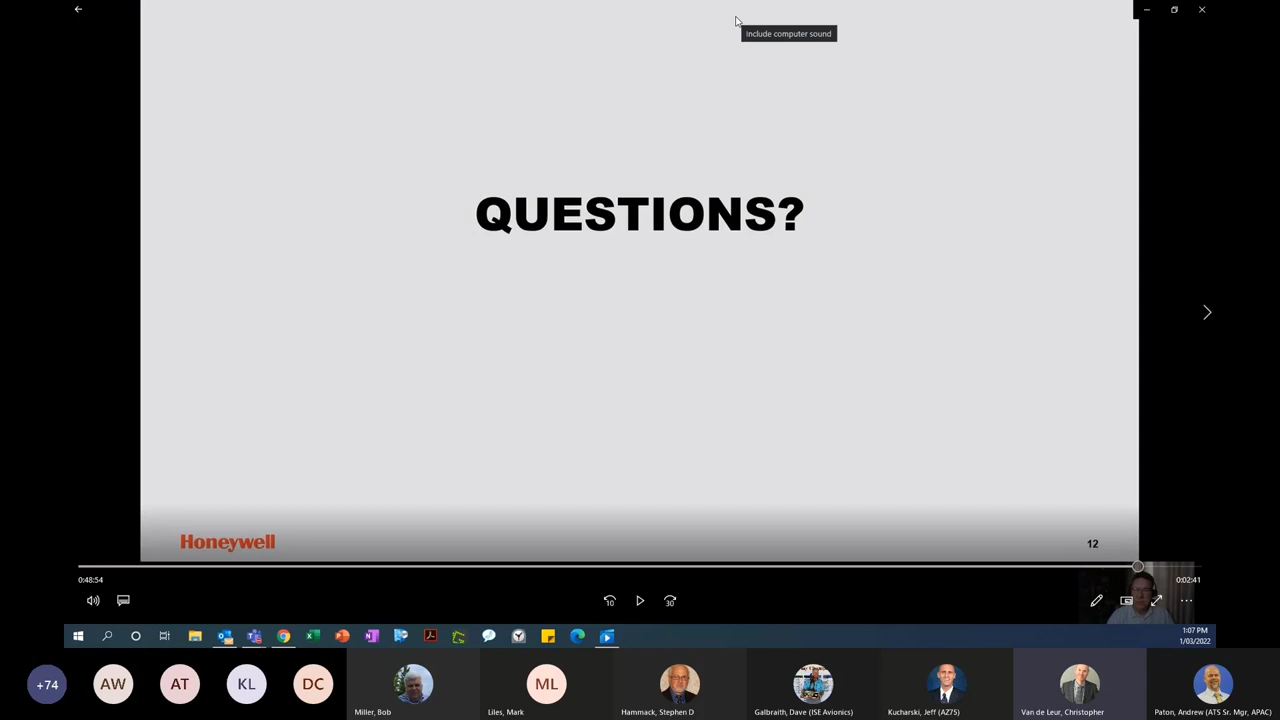 Include computer sound
QUESTIONS?
Honeywell
12
0:48:54
0:02:41
10
30
1:07 PM
1/03/2022
+74
AW
AT
KL
DC
ML
Miller, Bob
Liles, Mark
Hammack, Stephen D
Galbraith, Dave (ISE Avionics)
Kucharski, Jeff (AZ75)
Van de Leur, Christopher
Paton, Andrew (ATS Sr. Mgr, APAC)